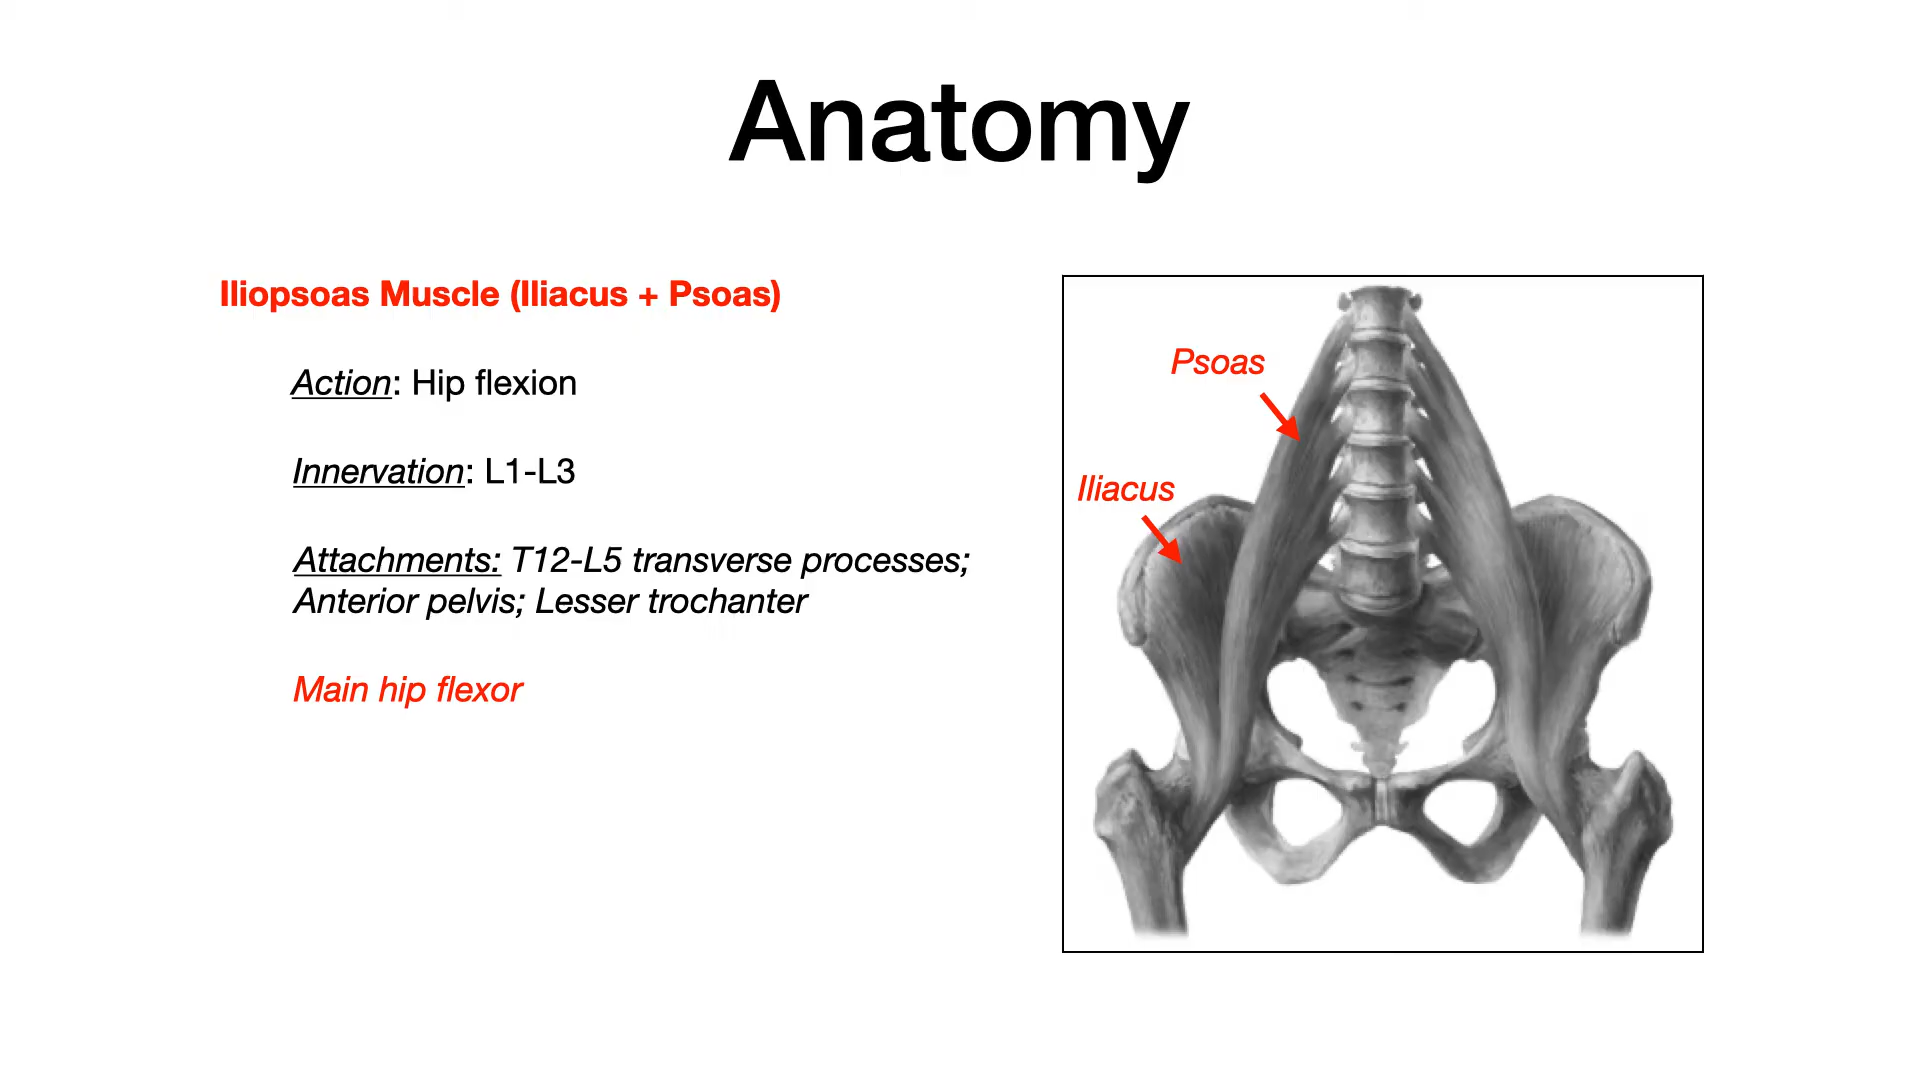 Anatomy
Iliopsoas Muscle (Iliacus + Psoas)
Action: Hip flexion
Innervation: L1-L3
Attachments: T12-L5 transverse processes;
Anterior pelvis; Lesser trochanter
Main hip flexor
Psoas
Iliacus